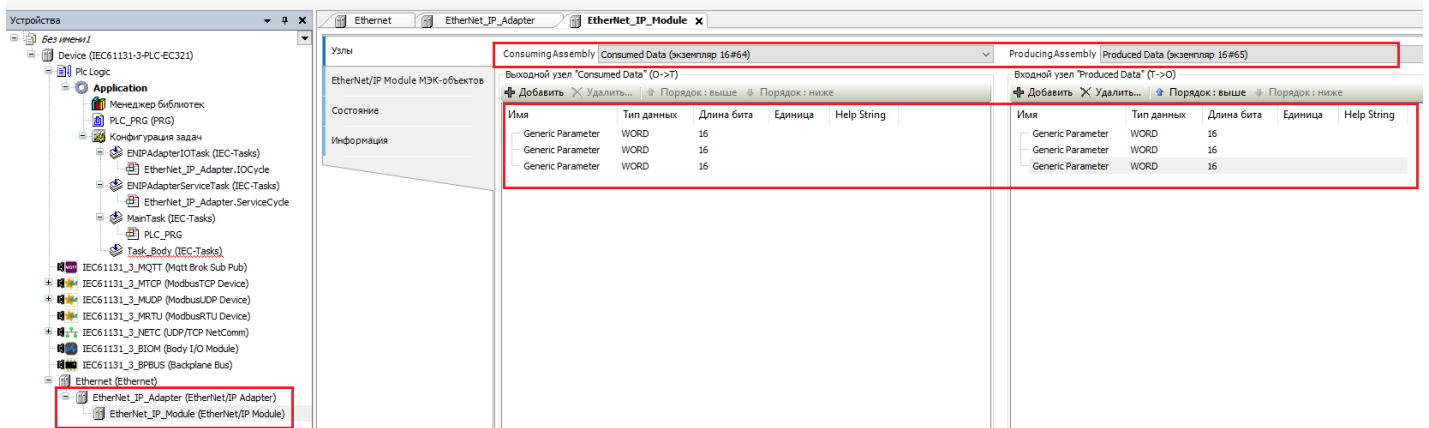 Устройства
Без имени1
Device (IEC61131-3-PLC-EC321)
Plc Logic
Application
Менеджер библиотек
PLC_PRG (PRG)
Конфигурация задач
ENIPAdapterIOTask (IEC-Tasks)
EtherNet_IP_Adapter.IOCycle
ENIPAdapterServiceTask (IEC-Tasks)
EtherNet_IP_Adapter.ServiceCycle
MainTask (IEC-Tasks)
PLC_PRG
Task_Body (IEC-Tasks)
IEC61131_3_MQTT (Mqtt Brok Sub Pub)
IEC61131_3_MTCP (ModbusTCP Device)
IEC61131_3_MUDP (ModbusUDP Device)
IEC61131_3_MRTU (ModbusRTU Device)
IEC61131_3_NETC (UDP/TCP NetComm)
IEC61131_3_BIOM (Body I/O Module)
IEC61131_3_BPBUS (Backplane Bus)
Ethernet (Ethernet)
EtherNet_IP_Adapter (EtherNet/IP Adapter)
EtherNet_IP_Module (EtherNet/IP Module)
Ethernet EtherNet_IP_Adapter EtherNet_IP_Module
Узлы
EtherNet/IP Module МЭК-объектов
Состояние
Информация
ConsumingAssembly Consumed Data (экземпляр 16#64)
Выходной узел "Consumed Data" (O->T)
Добавить Удалить... Порядок: выше Порядок: ниже
Имя Тип данных Длина бита Единица Help String
Generic Parameter WORD 16
Generic Parameter WORD 16
Generic Parameter WORD 16
ProducingAssembly Produced Data (экземпляр 16#65)
Входной узел "Produced Data" (T->O)
Добавить Удалить... Порядок: выше Порядок: ниже
Имя Тип данных Длина бита Единица Help String
Generic Parameter WORD 16
Generic Parameter WORD 16
Generic Parameter WORD 16